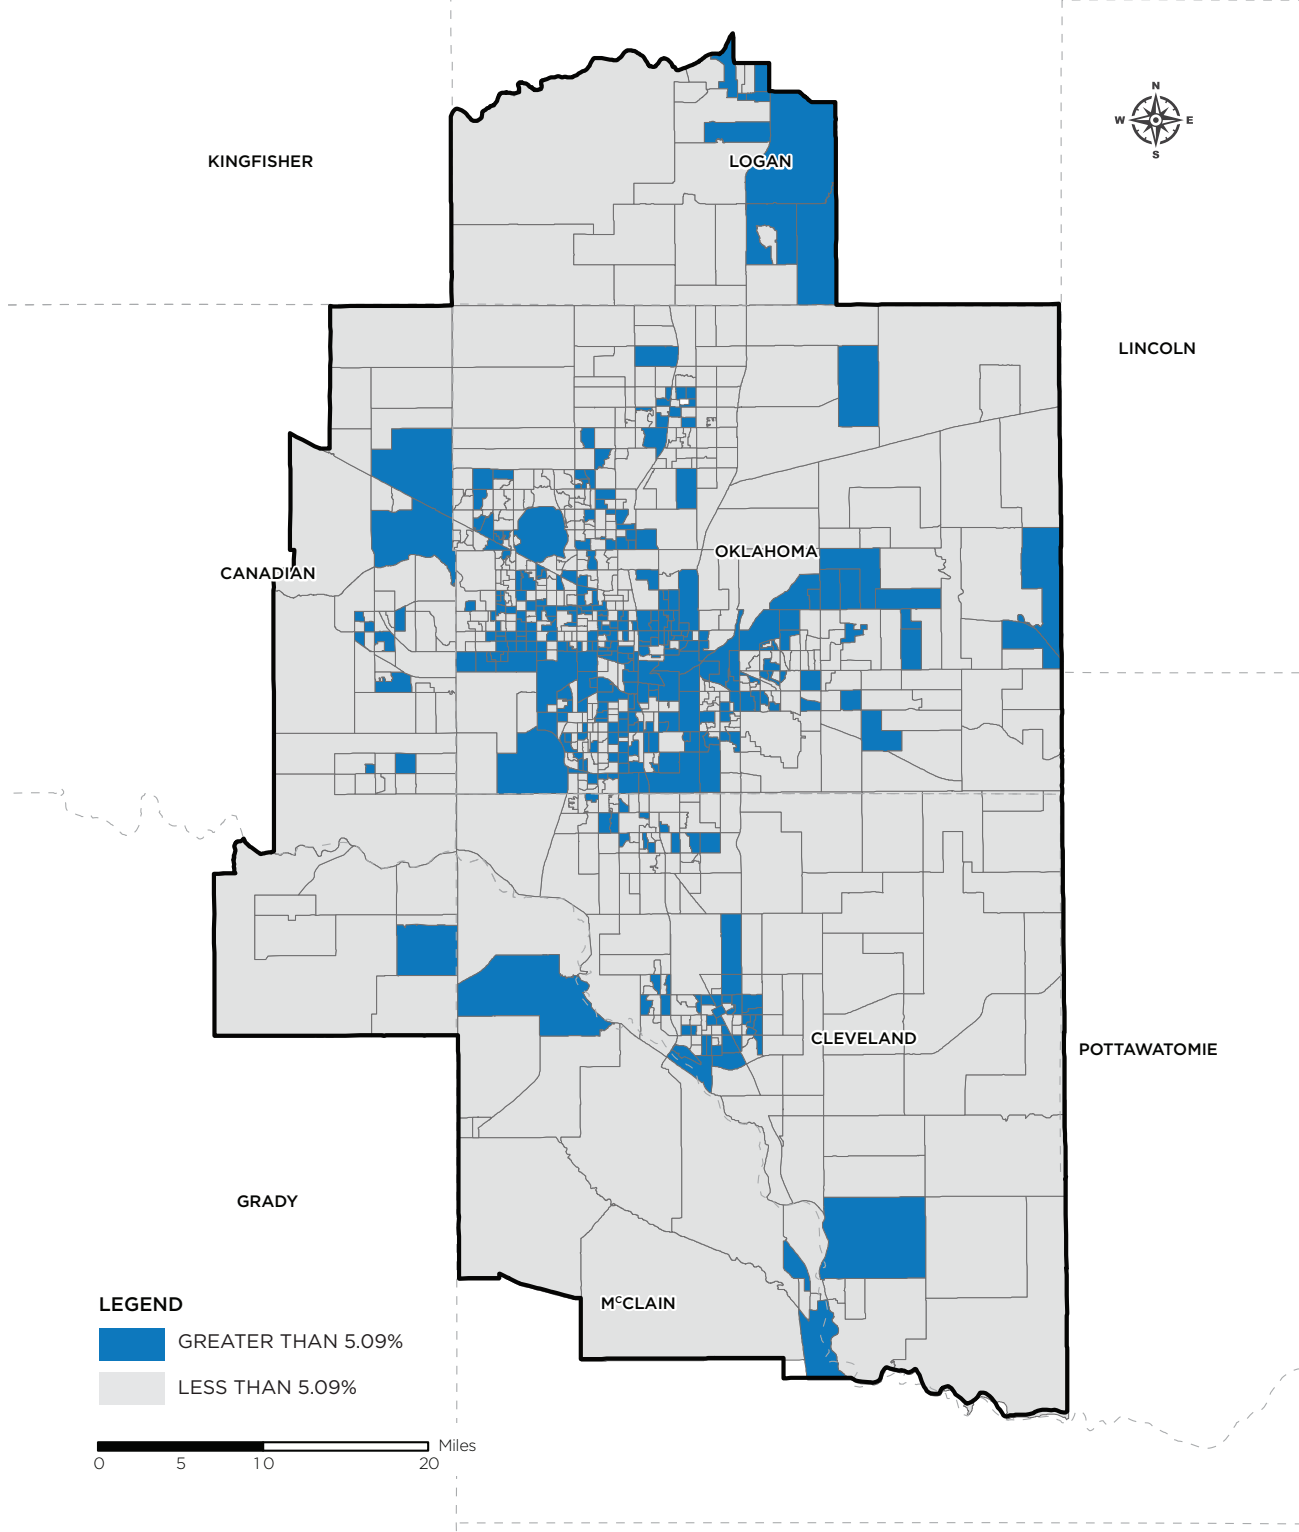 N
W E
S
KINGFISHER
LOGAN
LINCOLN
OKLAHOMA
CANADIAN
CLEVELAND
POTTAWATOMIE
GRADY
McCLAIN
LEGEND
GREATER THAN 5.09%
LESS THAN 5.09%
Miles
0 5 10 20